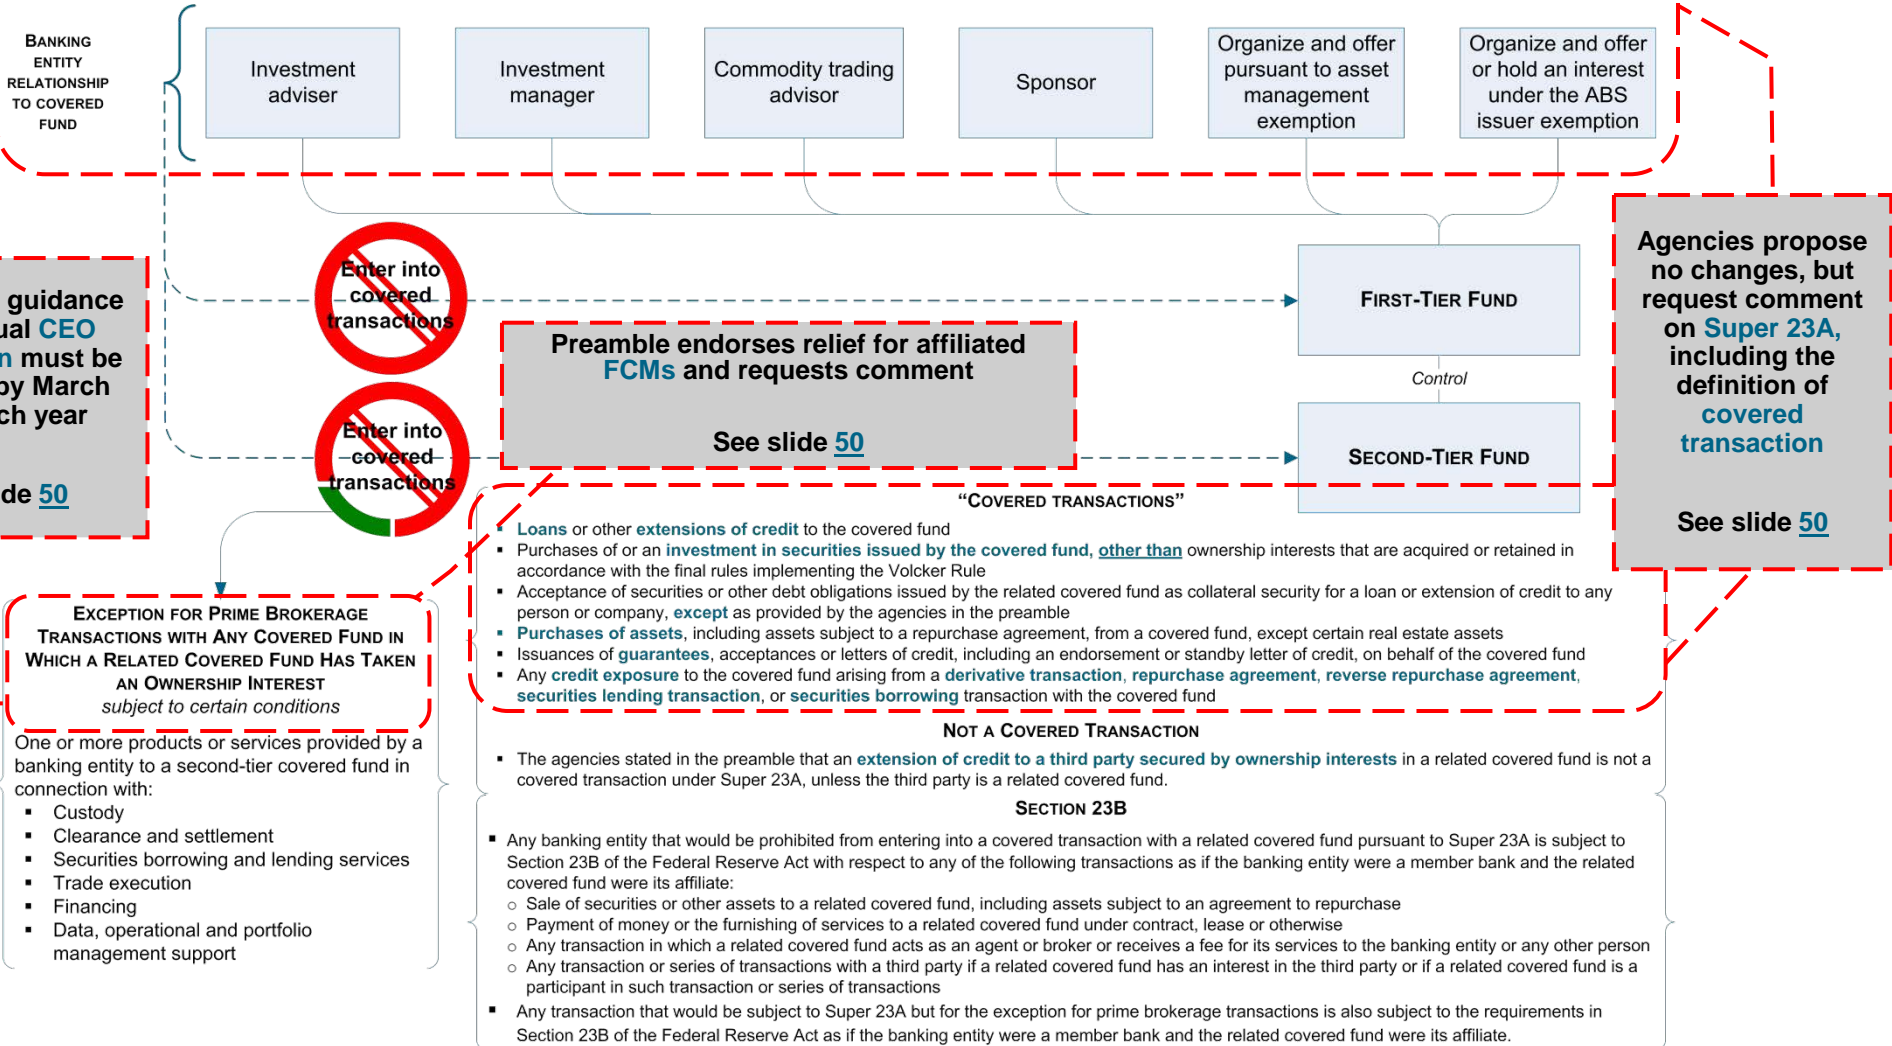 BANKING
ENTITY
RELATIONSHIP
TO COVERED
FUND
Investment
adviser
Investment
manager
Commodity trading
advisor
Sponsor
Organize and offer
pursuant to asset
management
exemption
Organize and offer
or hold an interest
under the ABS
issuer exemption
Enter into
covered
transactions
FIRST-TIER FUND
Control
Enter into
covered
transactions
SECOND-TIER FUND
guidance
CEO
must be
by March
year
50
Preamble endorses relief for affiliated
FCMs and requests comment
See slide 50
Agencies propose
no changes, but
request comment
on Super 23A,
including the
definition of
covered
transaction
See slide 50
EXCEPTION FOR PRIME BROKERAGE
TRANSACTIONS WITH ANY COVERED FUND IN
WHICH A RELATED COVERED FUND HAS TAKEN
AN OWNERSHIP INTEREST
subject to certain conditions
One or more products or services provided by a
banking entity to a second-tier covered fund in
connection with:
▪ Custody
▪ Clearance and settlement
▪ Securities borrowing and lending services
▪ Trade execution
▪ Financing
▪ Data, operational and portfolio
management support
“COVERED TRANSACTIONS”
▪ Loans or other extensions of credit to the covered fund
▪ Purchases of or an investment in securities issued by the covered fund, other than ownership interests that are acquired or retained in
accordance with the final rules implementing the Volcker Rule
▪ Acceptance of securities or other debt obligations issued by the related covered fund as collateral security for a loan or extension of credit to any
person or company, except as provided by the agencies in the preamble
▪ Purchases of assets, including assets subject to a repurchase agreement, from a covered fund, except certain real estate assets
▪ Issuances of guarantees, acceptances or letters of credit, including an endorsement or standby letter of credit, on behalf of the covered fund
▪ Any credit exposure to the covered fund arising from a derivative transaction, repurchase agreement, reverse repurchase agreement,
securities lending transaction, or securities borrowing transaction with the covered fund
NOT A COVERED TRANSACTION
▪ The agencies stated in the preamble that an extension of credit to a third party secured by ownership interests in a related covered fund is not a
covered transaction under Super 23A, unless the third party is a related covered fund.
SECTION 23B
▪ Any banking entity that would be prohibited from entering into a covered transaction with a related covered fund pursuant to Super 23A is subject to
Section 23B of the Federal Reserve Act with respect to any of the following transactions as if the banking entity were a member bank and the related
covered fund were its affiliate:
○ Sale of securities or other assets to a related covered fund, including assets subject to an agreement to repurchase
○ Payment of money or the furnishing of services to a related covered fund under contract, lease or otherwise
○ Any transaction in which a related covered fund acts as an agent or broker or receives a fee for its services to the banking entity or any other person
○ Any transaction or series of transactions with a third party if a related covered fund has an interest in the third party or if a related covered fund is a
participant in such transaction or series of transactions
▪ Any transaction that would be subject to Super 23A but for the exception for prime brokerage transactions is also subject to the requirements in
Section 23B of the Federal Reserve Act as if the banking entity were a member bank and the related covered fund were its affiliate.